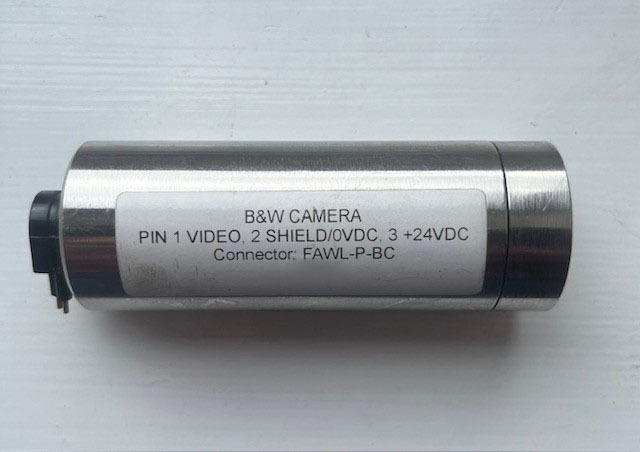 B&W CAMERA
PIN 1 VIDEO, 2 SHIELD/0VDC, 3 +24VDC
Connector: FAWL-P-BC